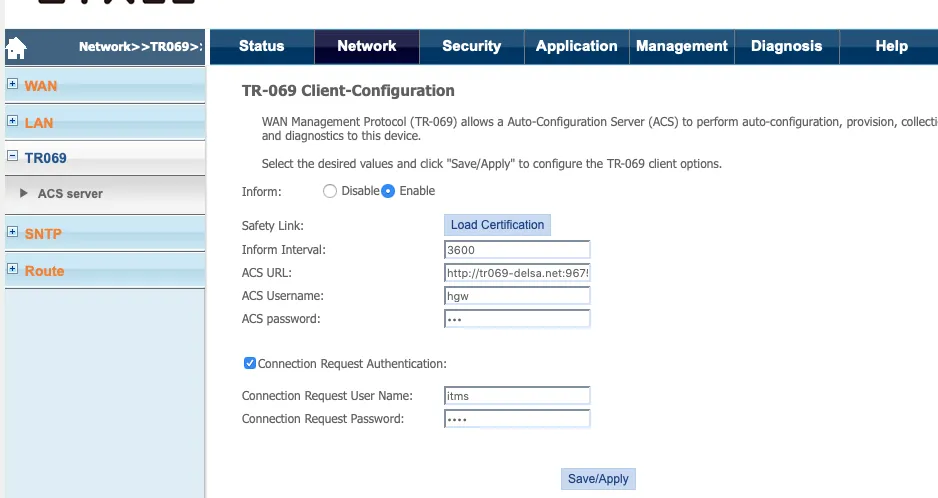 Network>>TR069>>
Status
Network
Security
Application
Management
Diagnosis
Help
WAN
LAN
TR069
ACS server
SNTP
Route
TR-069 Client-Configuration
WAN Management Protocol (TR-069) allows a Auto-Configuration Server (ACS) to perform auto-configuration, provision, collecti
and diagnostics to this device.
Select the desired values and click "Save/Apply" to configure the TR-069 client options.
Inform: Disable Enable
Safety Link: Load Certification
Inform Interval: 3600
ACS URL: http://tr069-delsa.net:967
ACS Username: hgw
ACS password: •••
Connection Request Authentication:
Connection Request User Name: itms
Connection Request Password: ••••
Save/Apply